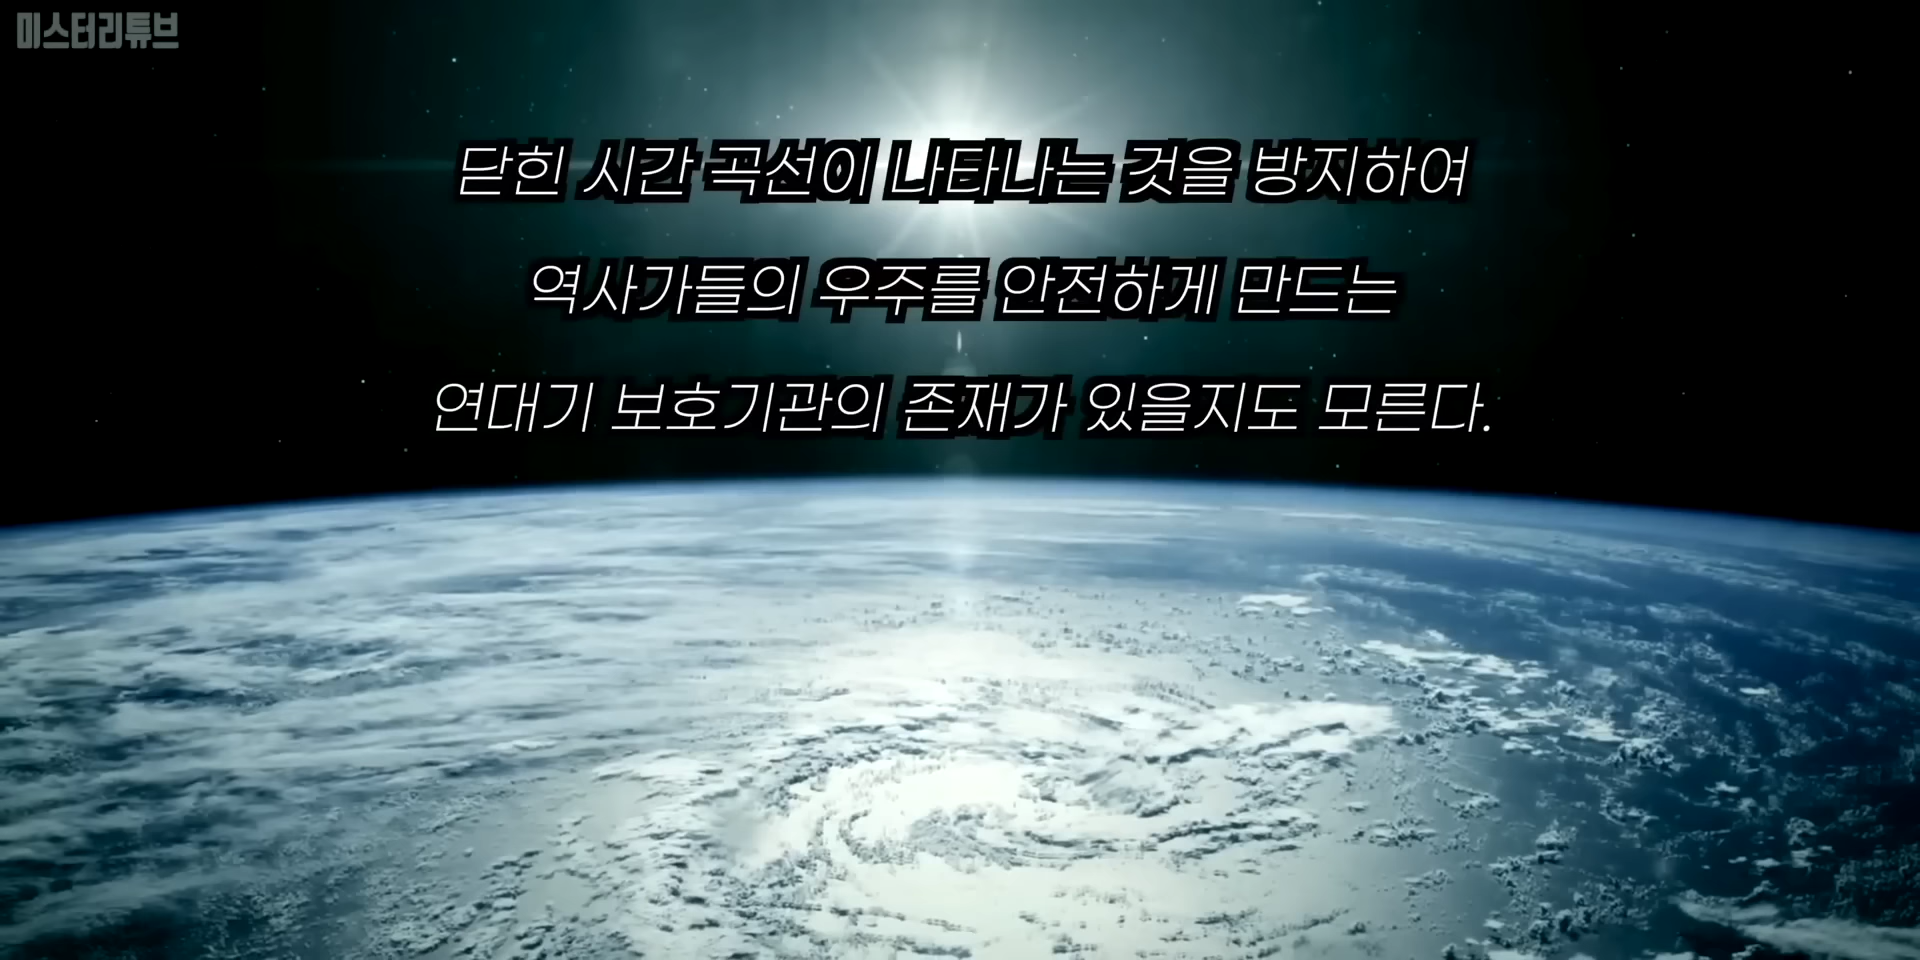 미스터리튜브
닫힌 시간 곡선이 나타나는 것을 방지하여
역사가들의 우주를 안전하게 만드는
연대기 보호기관의 존재가 있을지도 모른다.